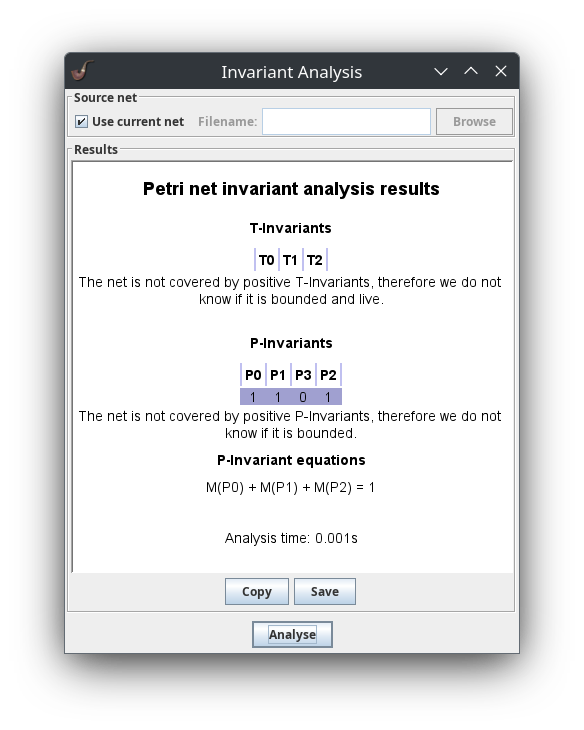 Invariant Analysis
Source net
Use current net Filename: Browse
Results
Petri net invariant analysis results
T-Invariants
T0 T1 T2
The net is not covered by positive T-Invariants, therefore we do not
know if it is bounded and live.
P-Invariants
P0 P1 P3 P2
1 1 0 1
The net is not covered by positive P-Invariants, therefore we do not
know if it is bounded.
P-Invariant equations
M(P0) + M(P1) + M(P2) = 1
Analysis time: 0.001s
Copy Save
Analyse